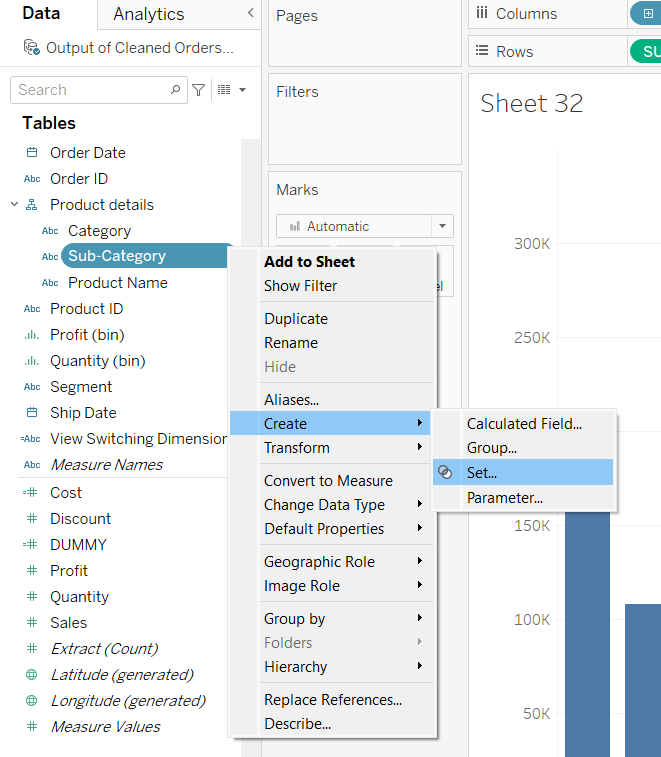 Data
Analytics
Output of Cleaned Orders...
Search
Tables
Order Date
Abc Order ID
Product details
Abc Category
Abc Sub-Category
Abc Product Name
Abc Product ID
Profit (bin)
Quantity (bin)
Abc Segment
Ship Date
=Abc View Switching Dimension
Abc Measure Names
=# Cost
# Discount
=# DUMMY
# Profit
# Quantity
# Sales
# Extract (Count)
Latitude (generated)
Longitude (generated)
# Measure Values
Pages
Filters
Marks
Automatic
Add to Sheet
Show Filter
Duplicate
Rename
Hide
Aliases...
Create
Transform
Convert to Measure
Change Data Type
Default Properties
Geographic Role
Image Role
Group by
Folders
Hierarchy
Replace References...
Describe...
Calculated Field...
Group...
Set...
Parameter...
Columns
Rows
Sheet 32
300K
250K
150K
100K
50K